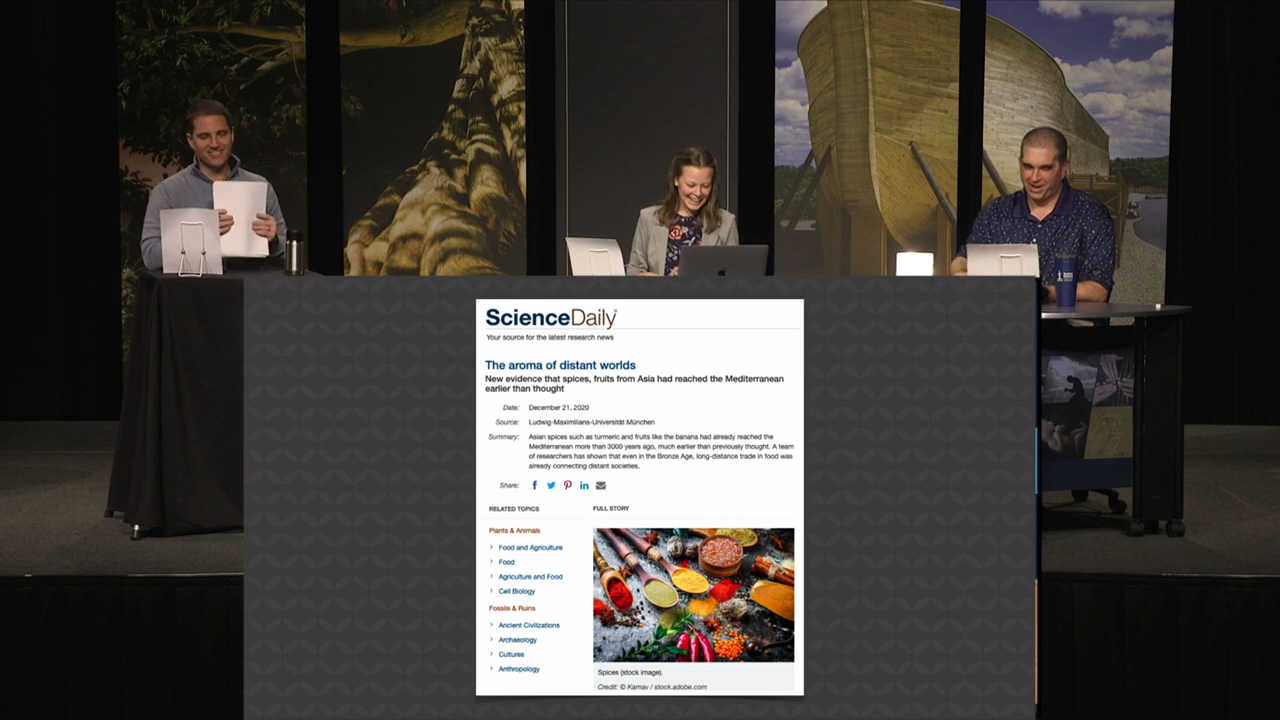 ScienceDaily
Your source for the latest research news
The aroma of distant worlds
New evidence that spices, fruits from Asia had reached the Mediterranean
earlier than thought
Date: December 21, 2020
Source: Ludwig-Maximilians-Universität München
Summary: Asian spices such as turmeric and fruits like the banana had already reached the
Mediterranean more than 3000 years ago, much earlier than previously thought. A team
of researchers has shown that even in the Bronze Age, long-distance trade in food was
already connecting distant societies.
Share:
RELATED TOPICS
Plants & Animals
Food and Agriculture
Food
Agriculture and Food
Cell Biology
Fossils & Ruins
Ancient Civilizations
Archaeology
Cultures
Anthropology
FULL STORY
Spices (stock image).
Credit: © Karnav / stock.adobe.com